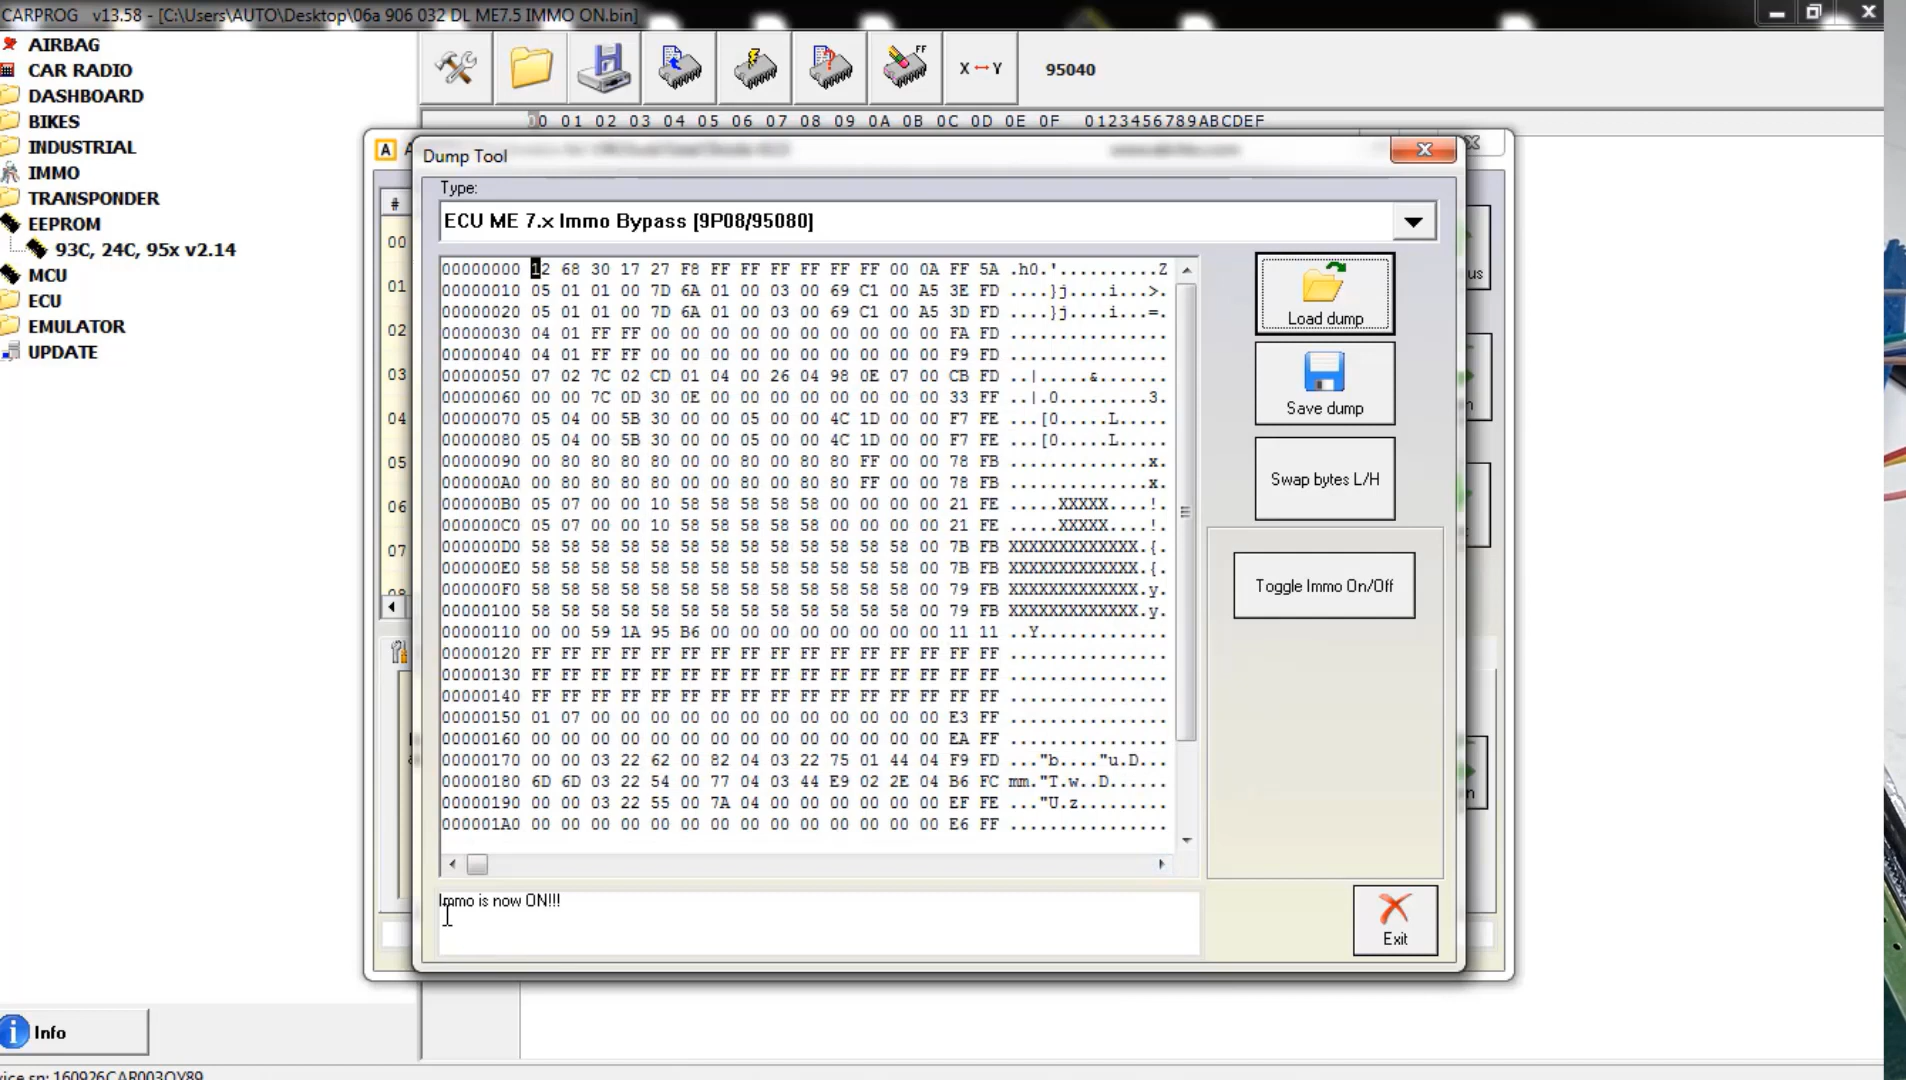 CARPROG v13.58 - [C:\Users\AUTO\Desktop\06a 906 032 DL ME7.5 IMMO ON.bin]
AIRBAG
CAR RADIO
DASHBOARD
BIKES
INDUSTRIAL
IMMO
TRANSPONDER
EEPROM
93C, 24C, 95x v2.14
MCU
ECU
EMULATOR
UPDATE
FF
X ↔ Y
95040
00 01 02 03 04 05 06 07 08 09 0A 0B 0C 0D 0E 0F 0123456789ABCDEF
#
00
01
02
03
04
05
06
07
08
Dump Tool
Type:
ECU ME 7.x Immo Bypass [9P08/95080]
00000000 12 68 30 17 27 F8 FF FF FF FF FF FF 00 0A FF 5A .h0.'..........Z
00000010 05 01 01 00 7D 6A 01 00 03 00 69 C1 00 A5 3E FD ....}j....i...>.
00000020 05 01 01 00 7D 6A 01 00 03 00 69 C1 00 A5 3D FD ....}j....i...=.
00000030 04 01 FF FF 00 00 00 00 00 00 00 00 00 00 FA FD ................
00000040 04 01 FF FF 00 00 00 00 00 00 00 00 00 00 F9 FD ................
00000050 07 02 7C 02 CD 01 04 00 26 04 98 0E 07 00 CB FD ..|.....&.......
00000060 00 00 7C 0D 30 0E 00 00 00 00 00 00 00 00 33 FF ..|.0.........3.
00000070 05 04 00 5B 30 00 00 05 00 00 4C 1D 00 00 F7 FE ...[0.....L.....
00000080 05 04 00 5B 30 00 00 05 00 00 4C 1D 00 00 F7 FE ...[0.....L.....
00000090 00 80 80 80 80 00 00 80 00 80 80 FF 00 00 78 FB ..............x.
000000A0 00 80 80 80 80 00 00 80 00 80 80 FF 00 00 78 FB ..............x.
000000B0 05 07 00 00 10 58 58 58 58 58 00 00 00 00 21 FE .....XXXXX....!.
000000C0 05 07 00 00 10 58 58 58 58 58 00 00 00 00 21 FE .....XXXXX....!.
000000D0 58 58 58 58 58 58 58 58 58 58 58 58 58 00 7B FB XXXXXXXXXXXXX.{.
000000E0 58 58 58 58 58 58 58 58 58 58 58 58 58 00 7B FB XXXXXXXXXXXXX.{.
000000F0 58 58 58 58 58 58 58 58 58 58 58 58 58 00 79 FB XXXXXXXXXXXXX.y.
00000100 58 58 58 58 58 58 58 58 58 58 58 58 58 00 79 FB XXXXXXXXXXXXX.y.
00000110 00 00 59 1A 95 B6 00 00 00 00 00 00 00 00 11 11 ..Y.............
00000120 FF FF FF FF FF FF FF FF FF FF FF FF FF FF FF FF ................
00000130 FF FF FF FF FF FF FF FF FF FF FF FF FF FF FF FF ................
00000140 FF FF FF FF FF FF FF FF FF FF FF FF FF FF FF FF ................
00000150 01 07 00 00 00 00 00 00 00 00 00 00 00 00 E3 FF ................
00000160 00 00 00 00 00 00 00 00 00 00 00 00 00 00 EA FF ................
00000170 00 00 03 22 62 00 82 04 03 22 75 01 44 04 F9 FD ..."b...."u.D...
00000180 6D 6D 03 22 54 00 77 04 03 44 E9 02 2E 04 B6 FC mm."T.w..D......
00000190 00 00 03 22 55 00 7A 04 00 00 00 00 00 00 EF FE ..."U.z.........
000001A0 00 00 00 00 00 00 00 00 00 00 00 00 00 00 E6 FF ................
Load dump
Save dump
Swap bytes L/H
Toggle Immo On/Off
Immo is now ON!!!
Exit
Info
vice sn: 160926CAR003OY89